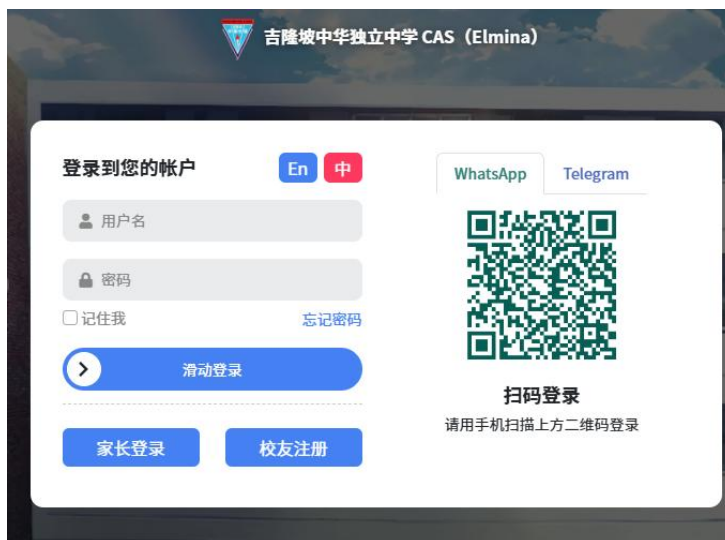 吉隆坡中华独立中学 CAS（Elmina）
登录到您的帐户
En 中
用户名
密码
记住我 忘记密码
滑动登录
家长登录 校友注册
WhatsApp Telegram
扫码登录
请用手机扫描上方二维码登录